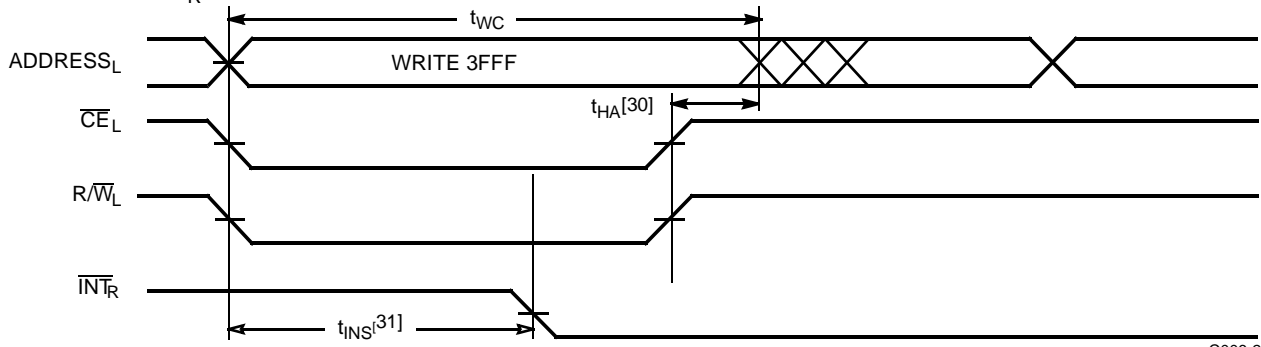 R
tWC
ADDRESSL
WRITE 3FFF
tHA[30]
CEL
R/WL
INTR
tINS[31]